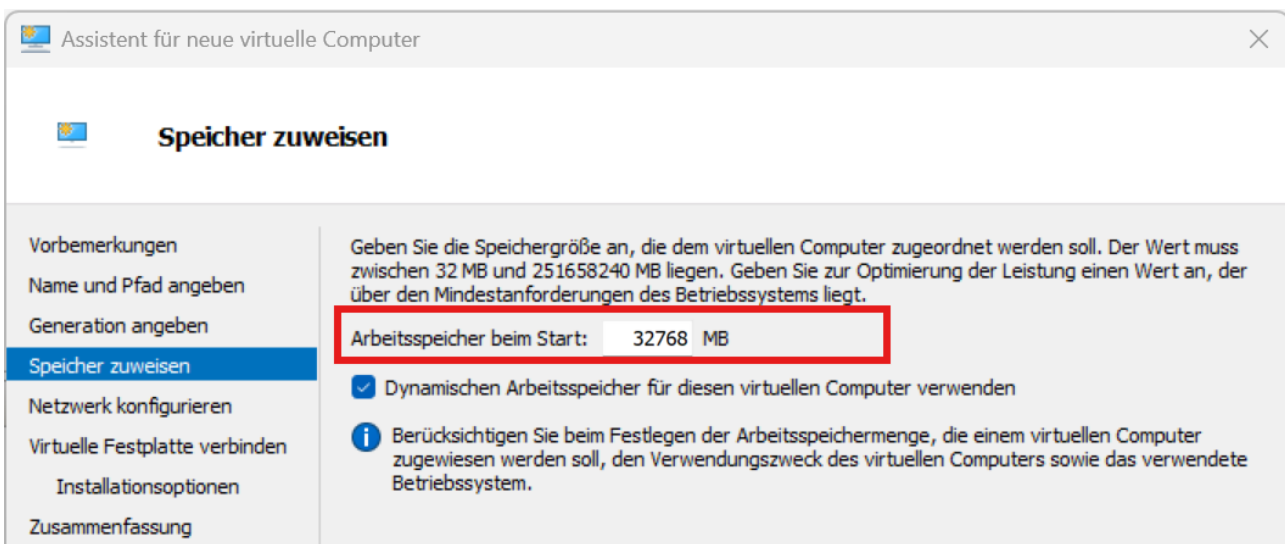 Assistent für neue virtuelle Computer
Speicher zuweisen
Vorbemerkungen
Name und Pfad angeben
Generation angeben
Speicher zuweisen
Netzwerk konfigurieren
Virtuelle Festplatte verbinden
Installationsoptionen
Zusammenfassung
Geben Sie die Speichergröße an, die dem virtuellen Computer zugeordnet werden soll. Der Wert muss
zwischen 32 MB und 251658240 MB liegen. Geben Sie zur Optimierung der Leistung einen Wert an, der
über den Mindestanforderungen des Betriebssystems liegt.
Arbeitsspeicher beim Start: 32768 MB
Dynamischen Arbeitsspeicher für diesen virtuellen Computer verwenden
Berücksichtigen Sie beim Festlegen der Arbeitsspeichermenge, die einem virtuellen Computer
zugewiesen werden soll, den Verwendungszweck des virtuellen Computers sowie das verwendete
Betriebssystem.